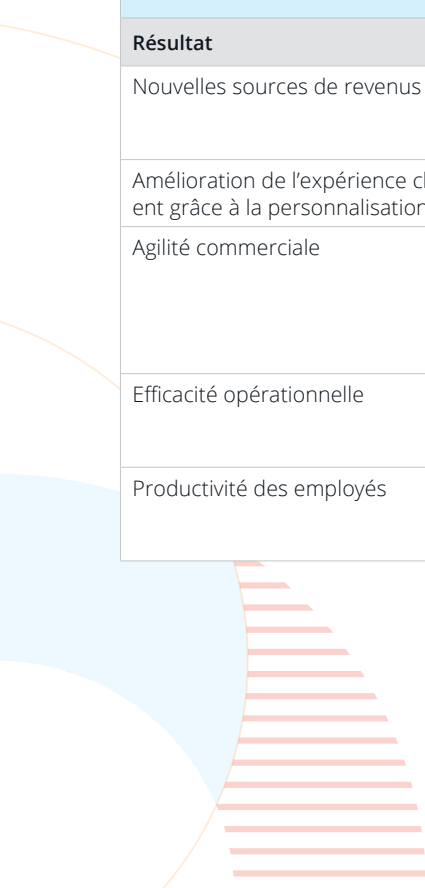 Résultat
Nouvelles sources de revenus
Amélioration de l'expérience cl
ent grâce à la personnalisation
Agilité commerciale
Efficacité opérationnelle
Productivité des employés